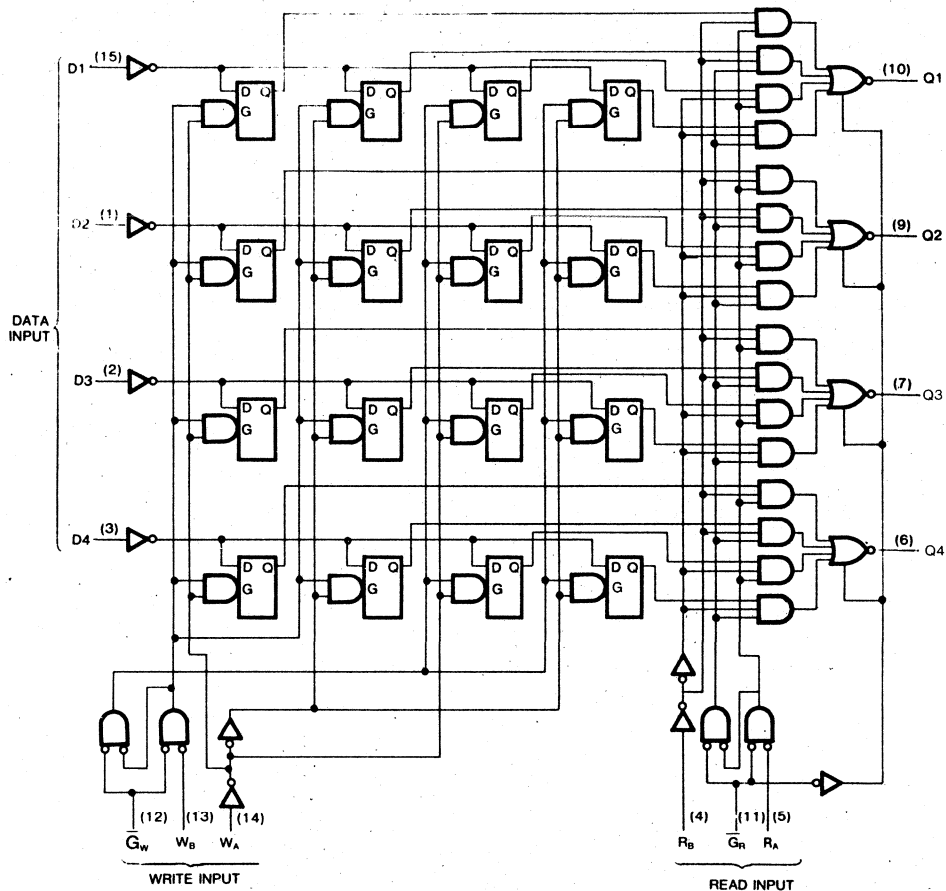 D1 (15)
D Q G D Q G D Q G D Q G
(10) Q1
(1)
D Q G D Q G D Q G D Q G
(9) Q2
DATA INPUT
D3 (2)
D Q G D Q G D Q G D Q G
(7) Q3
D4 (3)
D Q G D Q G D Q G D Q G
(6) Q4
(12) (13) (14) (4) (11) (5)
G̅W WB WA RB G̅R RA
WRITE INPUT READ INPUT